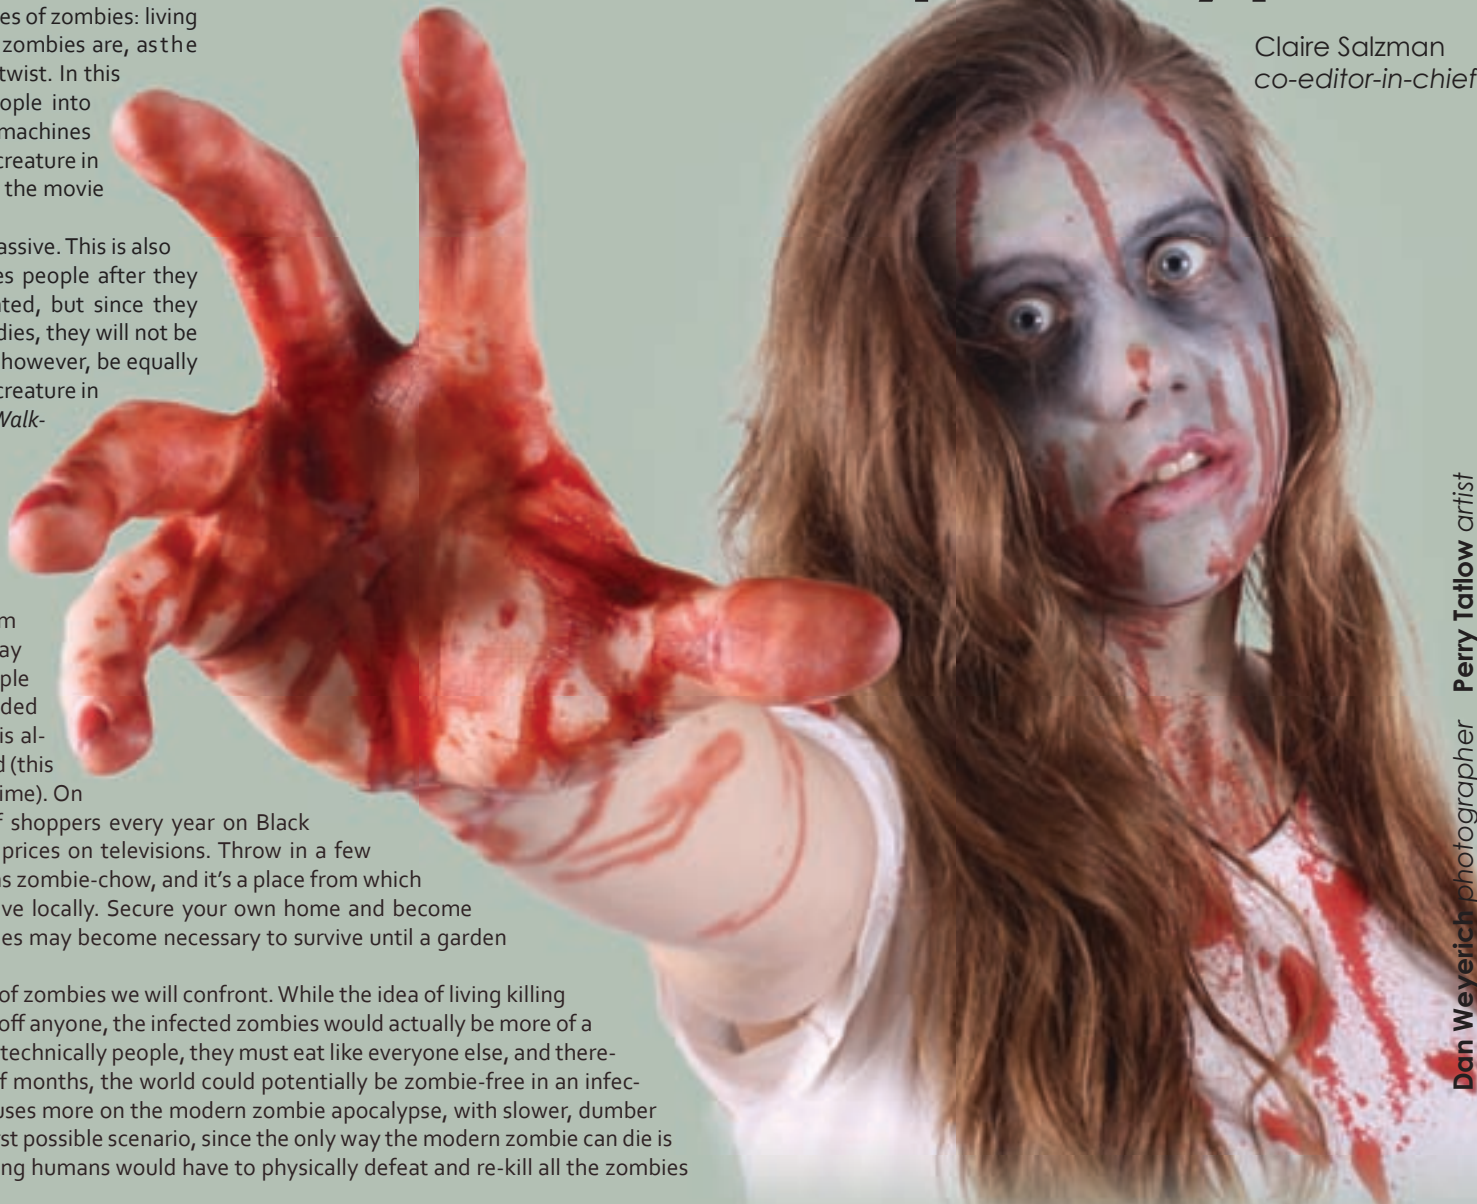 Claire Salzman
co-editor-in-chief
es of zombies: living
zombies are, asthe
twist. In this
ople into
machines
creature in
the movie
assive. This is also
es people after they
ted, but since they
dies, they will not be
however, be equally
creature in
Walk-
m
ay
ple
ded
is al-
d (this
ime). On
f shoppers every year on Black
prices on televisions. Throw in a few
as zombie-chow, and it's a place from which
ve locally. Secure your own home and become
es may become necessary to survive until a garden
of zombies we will confront. While the idea of living killing
off anyone, the infected zombies would actually be more of a
technically people, they must eat like everyone else, and there-
f months, the world could potentially be zombie-free in an infec-
uses more on the modern zombie apocalypse, with slower, dumber
rst possible scenario, since the only way the modern zombie can die is
ng humans would have to physically defeat and re-kill all the zombies
Dan Weyerich photographer Perry Tatlow artist